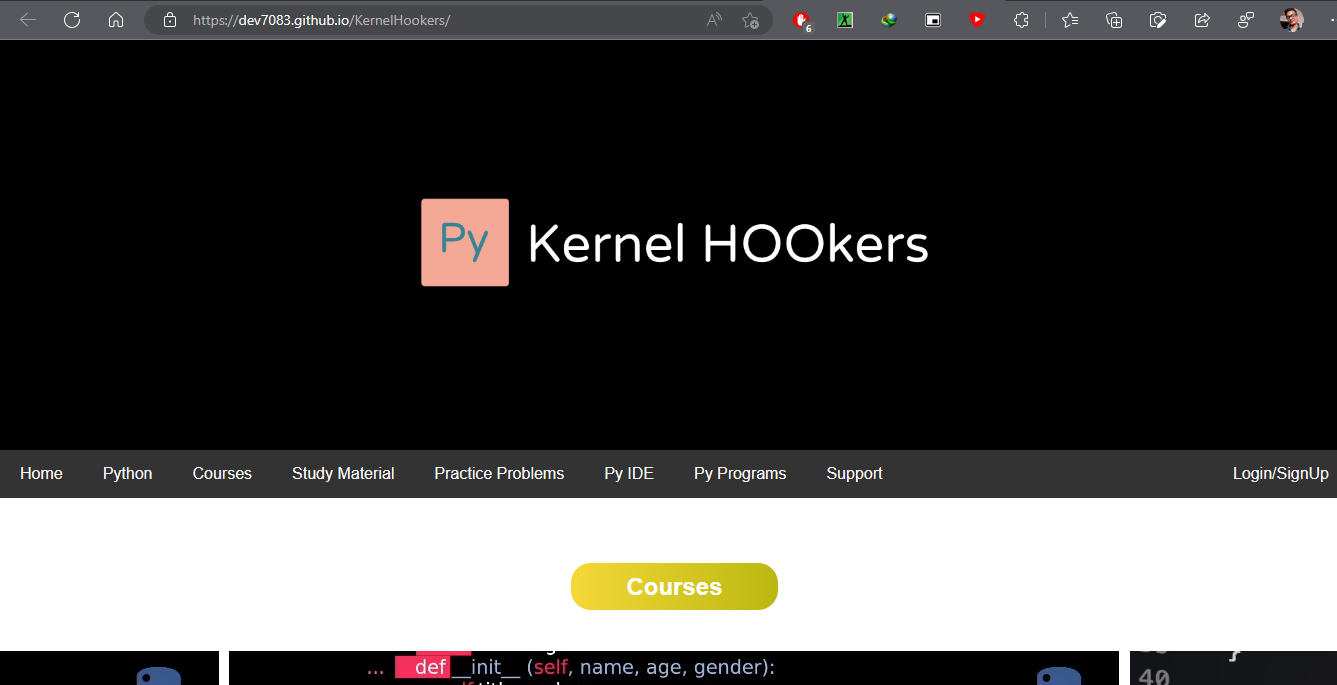 https://dev7083.github.io/KernelHookers/
A
6
Py Kernel HOOkers
Home Python Courses Study Material Practice Problems Py IDE Py Programs Support Login/SignUp
Courses
... def __init__ (self, name, age, gender):
}
40